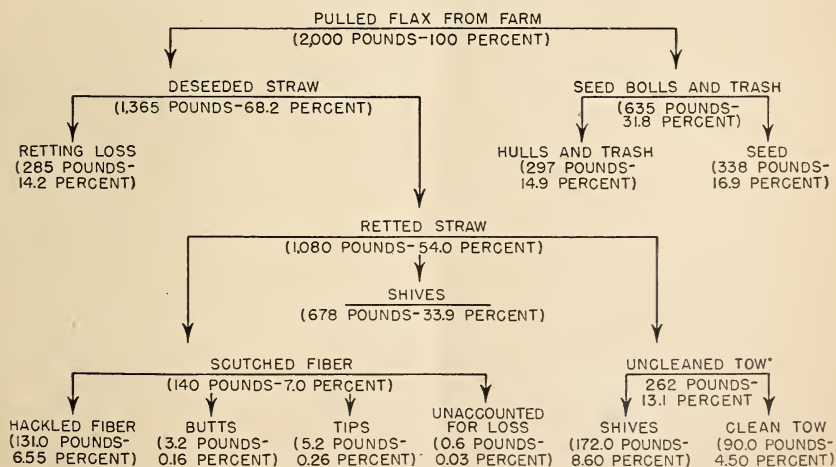 PULLED FLAX FROM FARM
(2,000 POUNDS-100 PERCENT)
DESEEDED STRAW
(1,365 POUNDS-68.2 PERCENT)
SEED BOLLS AND TRASH
(635 POUNDS-
31.8 PERCENT)
RETTING LOSS
(285 POUNDS-
14.2 PERCENT)
HULLS AND TRASH
(297 POUNDS-
14.9 PERCENT)
SEED
(338 POUNDS-
16.9 PERCENT)
RETTED STRAW
(1,080 POUNDS-54.0 PERCENT)
SHIVES
(678 POUNDS-33.9 PERCENT)
SCUTCHED FIBER
(140 POUNDS-7.0 PERCENT)
UNCLEANED TOW*
262 POUNDS-
13.1 PERCENT
HACKLED FIBER
(131.0 POUNDS-
6.55 PERCENT)
BUTTS
(3.2 POUNDS-
0.16 PERCENT)
TIPS
(5.2 POUNDS-
0.26 PERCENT)
UNACCOUNTED
FOR LOSS
(0.6 POUNDS-
0.03 PERCENT)
SHIVES
(172.0 POUNDS-
8.60 PERCENT)
CLEAN TOW
(90.0 POUNDS-
4.50 PERCENT)